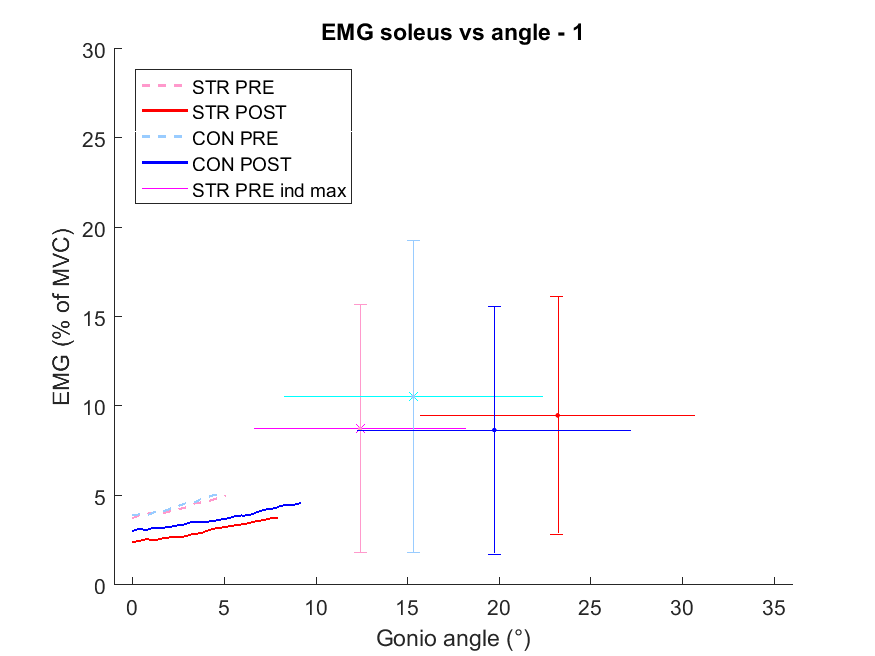 EMG soleus vs angle - 1
30
25
20
15
10
5
0
EMG (% of MVC)
STR PRE
STR POST
CON PRE
CON POST
STR PRE ind max
0 5 10 15 20 25 30 35
Gonio angle (°)